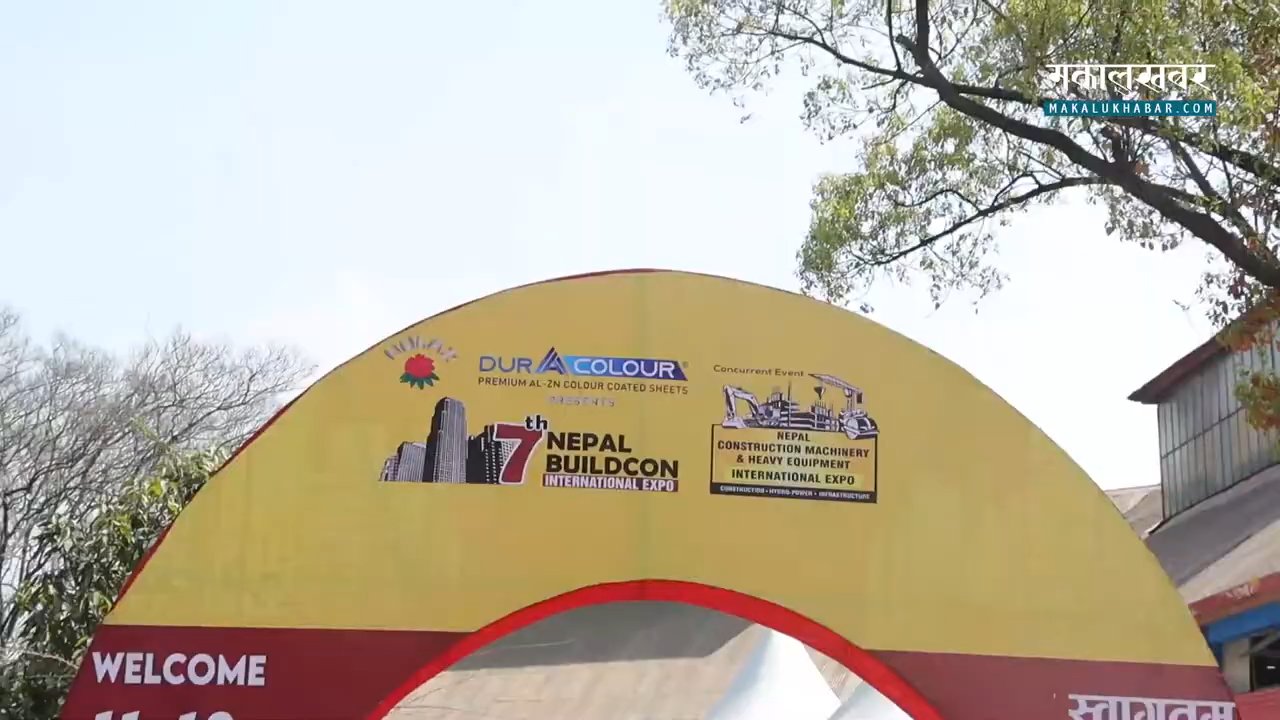 मकालुखबर
MAKALUKHABAR.COM
DURACOLOUR
PREMIUM AL-ZN COLOUR COATED SHEETS
PRESENTS
7th NEPAL
BUILDCON
INTERNATIONAL EXPO
Concurrent Event
NEPAL
CONSTRUCTION MACHINERY
& HEAVY EQUIPMENT
INTERNATIONAL EXPO
CONSTRUCTION • HYDRO-POWER • INFRASTRUCTURE
WELCOME
स्वागतम